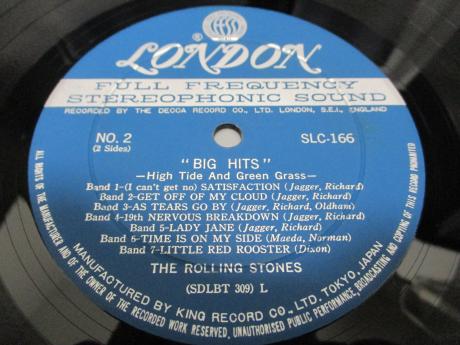 LONDON
FULL FREQUENCY
STEREOPHONIC SOUND
RECORDED BY THE DECCA RECORD CO., LTD. LONDON, S.E.I., ENGLAND
NO. 2
(2 Sides)
SLC-166
"BIG HITS"
—High Tide And Green Grass—
Band 1-(I can't get no) SATISFACTION (Jagger, Richard)
Band 2-GET OFF OF MY CLOUD (Jagger, Richard)
Band 3-AS TEARS GO BY (Jagger, Richard, Oldham)
Band 4-19th NERVOUS BREAKDOWN (Jagger, Richard)
Band 5-LADY JANE (Jagger, Richard)
Band 6-TIME IS ON MY SIDE (Maeda, Norman)
Band 7-LITTLE RED ROOSTER (Dixon)
THE ROLLING STONES
(SDLBT 309) L
MANUFACTURED BY KING RECORD CO., LTD. TOKYO, JAPAN
ALL RIGHTS OF THE MANUFACTURER AND OF THE OWNER OF THE RECORDED WORK RESERVED, UNAUTHORISED PUBLIC PERFORMANCE, BROADCASTING AND COPYING OF THIS RECORD PROHIBITED